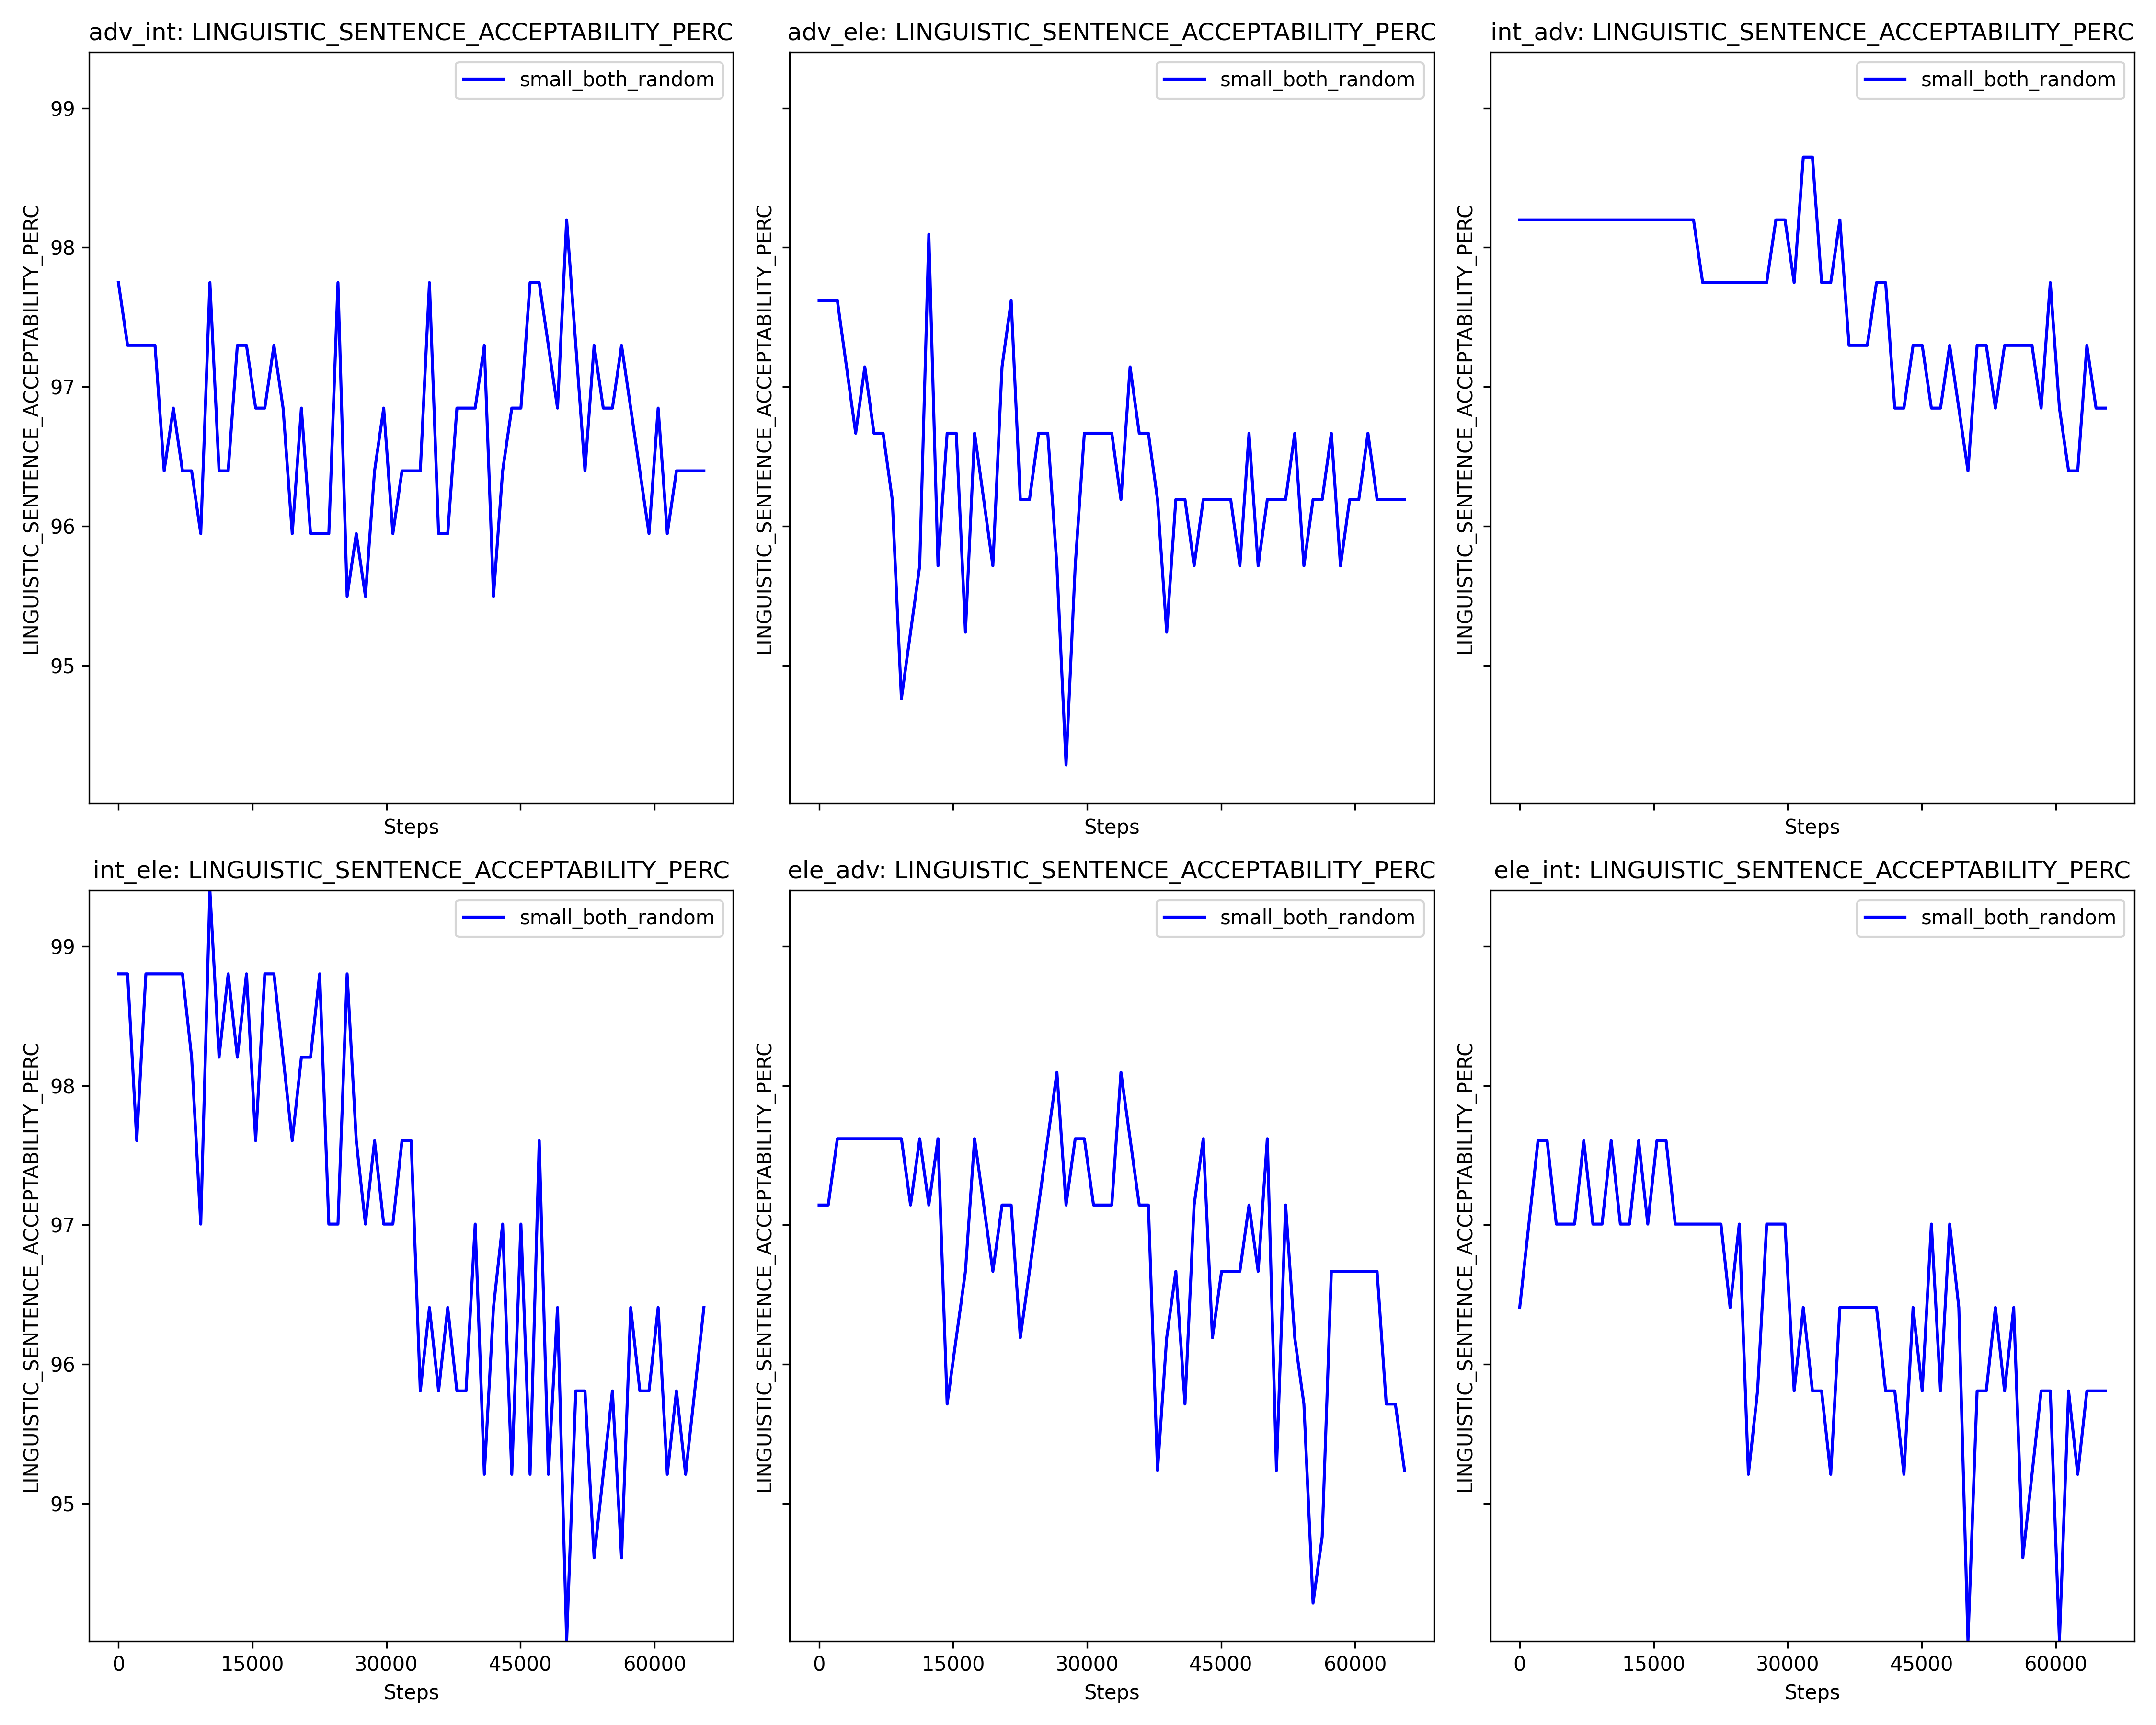 adv_int: LINGUISTIC_SENTENCE_ACCEPTABILITY_PERC
small_both_random
LINGUISTIC_SENTENCE_ACCEPTABILITY_PERC
99
98
97
96
95
Steps
adv_ele: LINGUISTIC_SENTENCE_ACCEPTABILITY_PERC
small_both_random
LINGUISTIC_SENTENCE_ACCEPTABILITY_PERC
Steps
int_adv: LINGUISTIC_SENTENCE_ACCEPTABILITY_PERC
small_both_random
LINGUISTIC_SENTENCE_ACCEPTABILITY_PERC
Steps
int_ele: LINGUISTIC_SENTENCE_ACCEPTABILITY_PERC
small_both_random
LINGUISTIC_SENTENCE_ACCEPTABILITY_PERC
99
98
97
96
95
0 15000 30000 45000 60000
Steps
ele_adv: LINGUISTIC_SENTENCE_ACCEPTABILITY_PERC
small_both_random
LINGUISTIC_SENTENCE_ACCEPTABILITY_PERC
0 15000 30000 45000 60000
Steps
ele_int: LINGUISTIC_SENTENCE_ACCEPTABILITY_PERC
small_both_random
LINGUISTIC_SENTENCE_ACCEPTABILITY_PERC
0 15000 30000 45000 60000
Steps